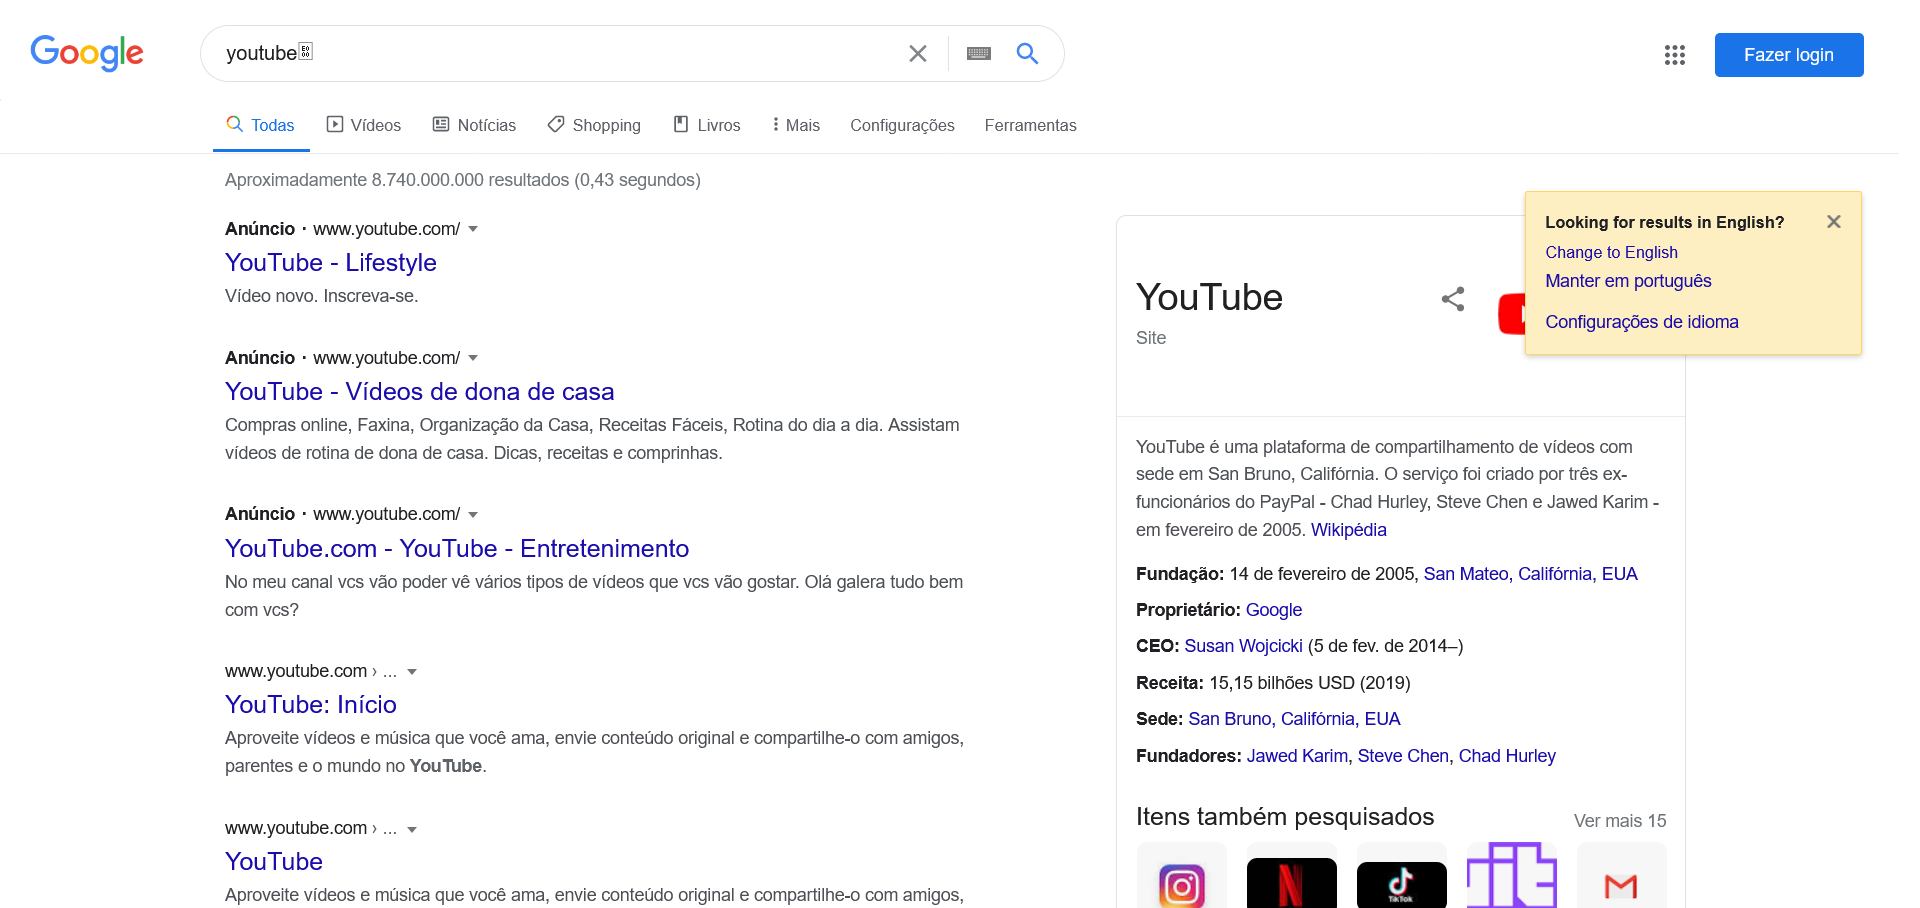 Google
youtube
Fazer login
Todas
Vídeos
Notícias
Shopping
Livros
Mais
Configurações
Ferramentas
Aproximadamente 8.740.000.000 resultados (0,43 segundos)
Anúncio · www.youtube.com/
YouTube - Lifestyle
Vídeo novo. Inscreva-se.
Anúncio · www.youtube.com/
YouTube - Vídeos de dona de casa
Compras online, Faxina, Organização da Casa, Receitas Fáceis, Rotina do dia a dia. Assistam
vídeos de rotina de dona de casa. Dicas, receitas e comprinhas.
Anúncio · www.youtube.com/
YouTube.com - YouTube - Entretenimento
No meu canal vcs vão poder vê vários tipos de vídeos que vcs vão gostar. Olá galera tudo bem
com vcs?
www.youtube.com › ...
YouTube: Início
Aproveite vídeos e música que você ama, envie conteúdo original e compartilhe-o com amigos,
parentes e o mundo no YouTube.
www.youtube.com › ...
YouTube
Aproveite vídeos e música que você ama, envie conteúdo original e compartilhe-o com amigos,
Looking for results in English?
Change to English
Manter em português
Configurações de idioma
YouTube
Site
YouTube é uma plataforma de compartilhamento de vídeos com
sede em San Bruno, Califórnia. O serviço foi criado por três ex-
funcionários do PayPal - Chad Hurley, Steve Chen e Jawed Karim -
em fevereiro de 2005. Wikipédia
Fundação: 14 de fevereiro de 2005, San Mateo, Califórnia, EUA
Proprietário: Google
CEO: Susan Wojcicki (5 de fev. de 2014–)
Receita: 15,15 bilhões USD (2019)
Sede: San Bruno, Califórnia, EUA
Fundadores: Jawed Karim, Steve Chen, Chad Hurley
Itens também pesquisados
Ver mais 15
TikTok